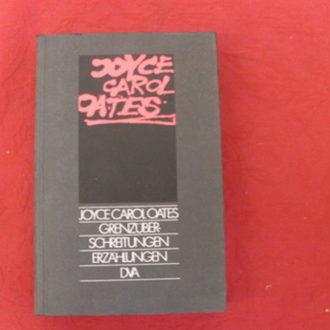 JOYCE
CAROL
OATES
JOYCE CAROL OATES
GRENZÜBER-
SCHREITUNGEN
ERZÄHLUNGEN
DVA